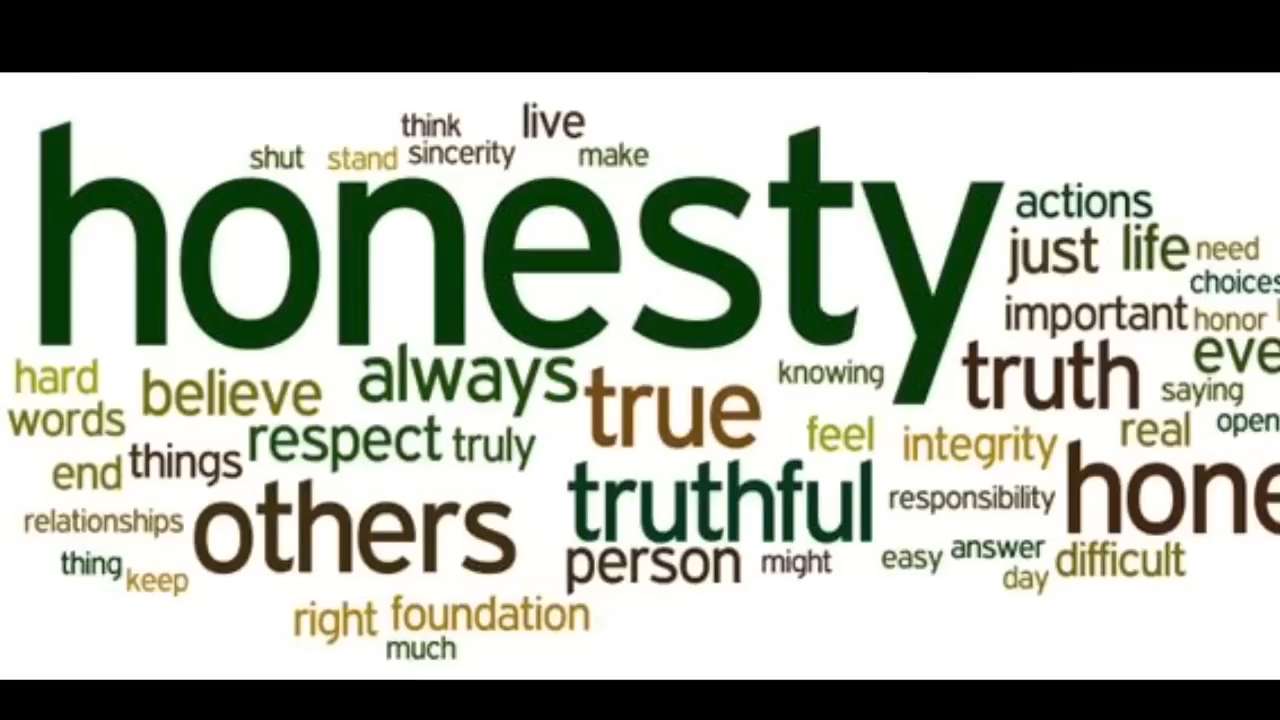 think live
shut stand sincerity make
honesty
actions
just life need
choices
important honor
hard believe always true knowing truth eve
words respect truly feel integrity saying
real open
end things others truthful responsibility hone
relationships person might easy answer difficult
thing keep day
right foundation
much